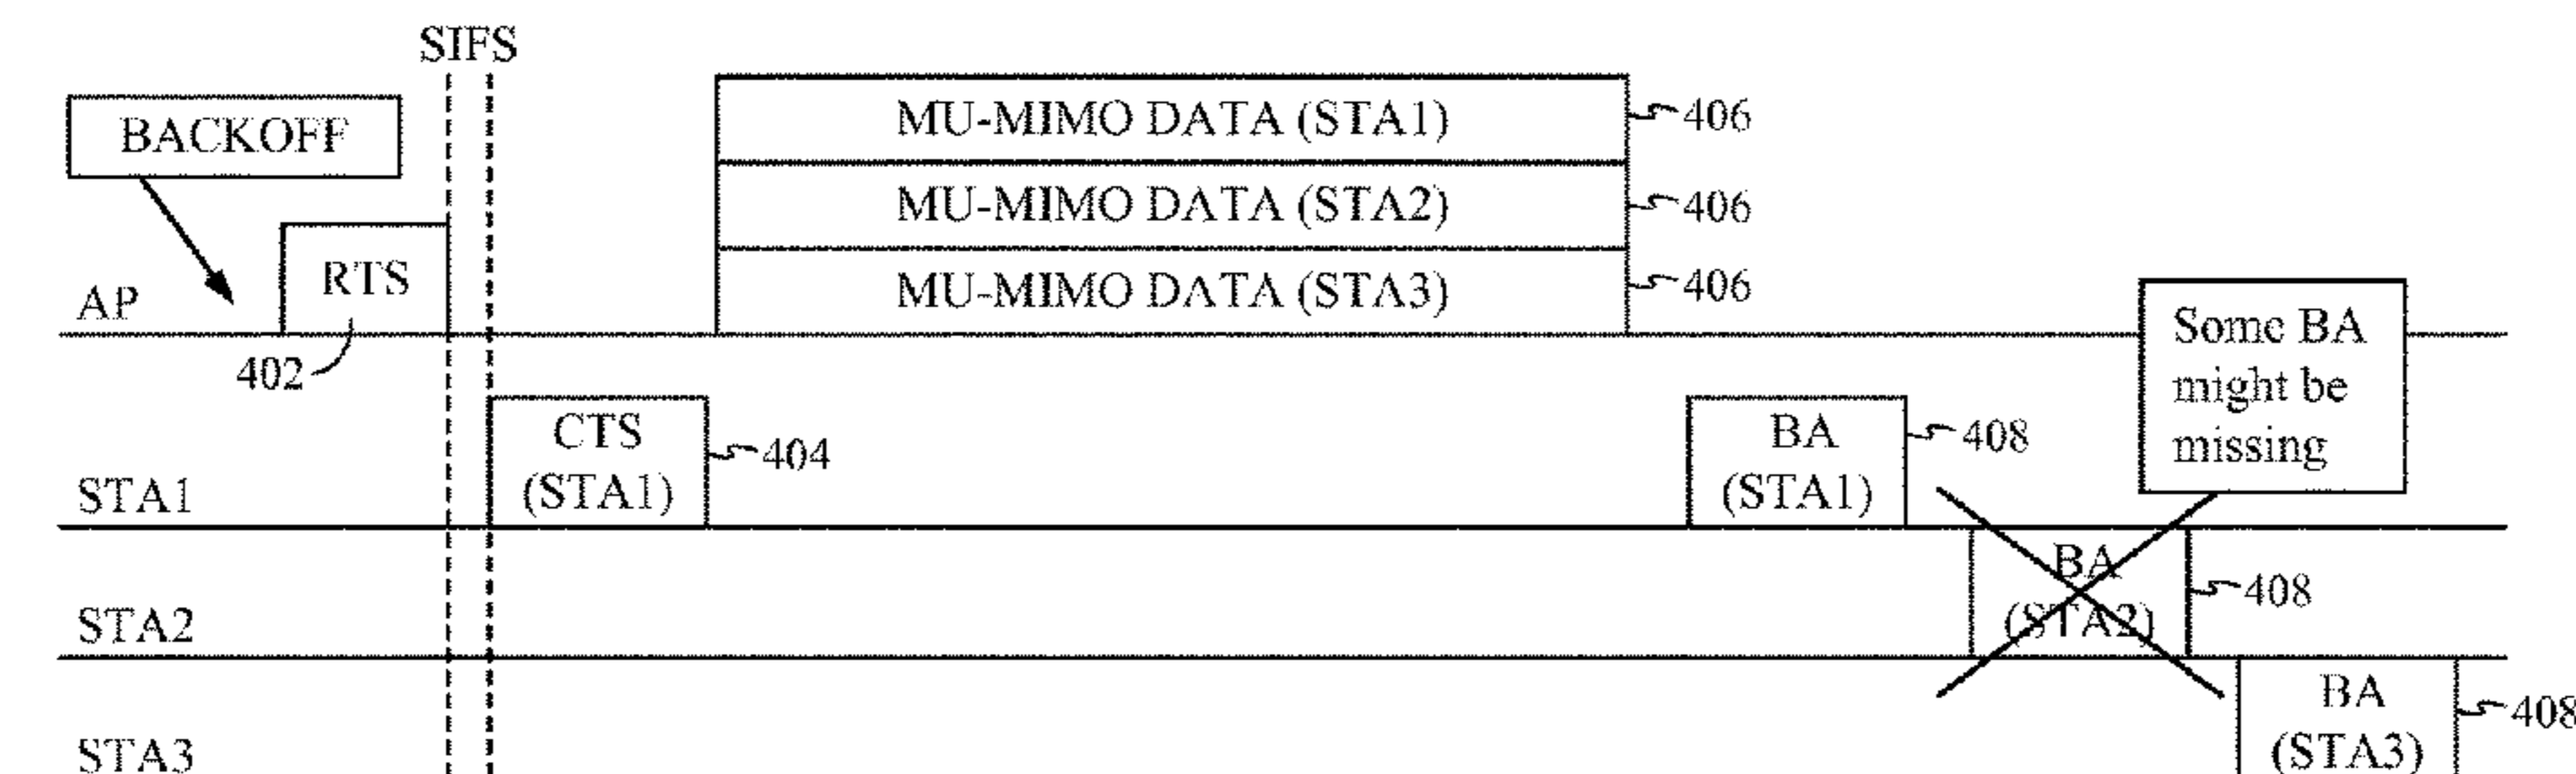 SIFS
BACKOFF
MU-MIMO DATA (STA1)
406
MU-MIMO DATA (STA2)
406
MU-MIMO DATA (STA3)
406
AP
RTS
402
Some BA
might be
missing
STA1
CTS
(STA1)
404
BA
(STA1)
408
STA2
BA
(STA2)
408
STA3
BA
(STA3)
408